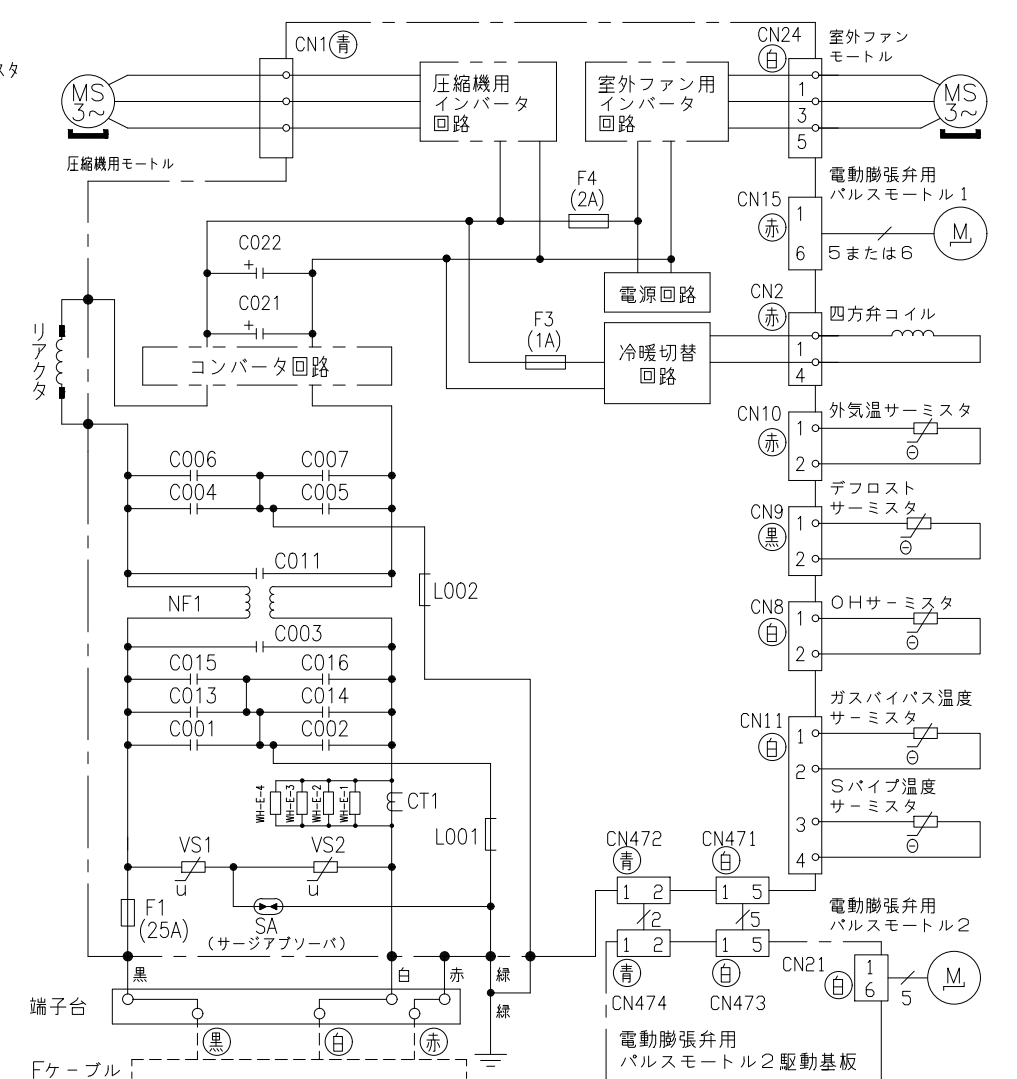 CN1 青
CN24
白
室外ファン
モートル
スタ
MS
3~
圧縮機用
インバータ
回路
室外ファン用
インバータ
回路
1
3
5
MS
3~
圧縮機用モートル
F4
(2A)
CN15
赤
1
6
電動膨張弁用
パルスモートル1
5または6
M
C022
+
C021
+
電源回路
CN2
赤
1
4
四方弁コイル
リアクタ
F3
(1A)
冷暖切替
回路
コンバータ回路
CN10
赤
1
2
外気温サーミスタ
Θ
C006
C007
C004
C005
CN9
黒
1
2
デフロスト
サーミスタ
Θ
C011
L002
NF1
CN8
白
1
2
OHサーミスタ
Θ
C003
C015
C016
C013
C014
C001
C002
CN11
白
1
2
3
4
ガスバイパス温度
サーミスタ
Θ
Sパイプ温度
サーミスタ
Θ
WH-E-4
WH-E-3
WH-E-2
WH-E-1
CT1
L001
VS1
u
VS2
u
F1
(25A)
SA
(サージアブソーバ)
CN472
青
CN471
白
1 2
1 5
2
5
1 2
1 5
青
白
CN474
CN473
電動膨張弁用
パルスモートル2
CN21
白
1
6
5
M
黒
白
赤
緑
緑
端子台
黒
白
赤
Fケーブル
電動膨張弁用
パルスモートル2駆動基板